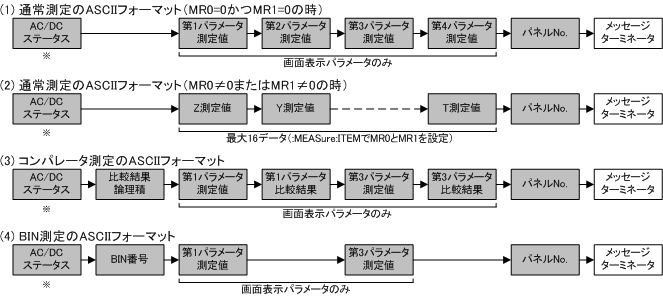 (1) 通常測定のASCIIフォーマット(MR0=0かつMR1=0の時)
AC/DC
ステータス
第1パラメータ
測定値
第2パラメータ
測定値
第3パラメータ
測定値
第4パラメータ
測定値
パネルNo.
メッセージ
ターミネータ
※
画面表示パラメータのみ
(2) 通常測定のASCIIフォーマット(MR0≠0またはMR1≠0の時)
AC/DC
ステータス
Z測定値
Y測定値
T測定値
パネルNo.
メッセージ
ターミネータ
※
最大16データ(:MEASure:ITEMでMR0とMR1を設定)
(3) コンパレータ測定のASCIIフォーマット
AC/DC
ステータス
比較結果
論理積
第1パラメータ
測定値
第1パラメータ
比較結果
第3パラメータ
測定値
第3パラメータ
比較結果
パネルNo.
メッセージ
ターミネータ
※
画面表示パラメータのみ
(4) BIN測定のASCIIフォーマット
AC/DC
ステータス
BIN番号
第1パラメータ
測定値
第3パラメータ
測定値
パネルNo.
メッセージ
ターミネータ
※
画面表示パラメータのみ